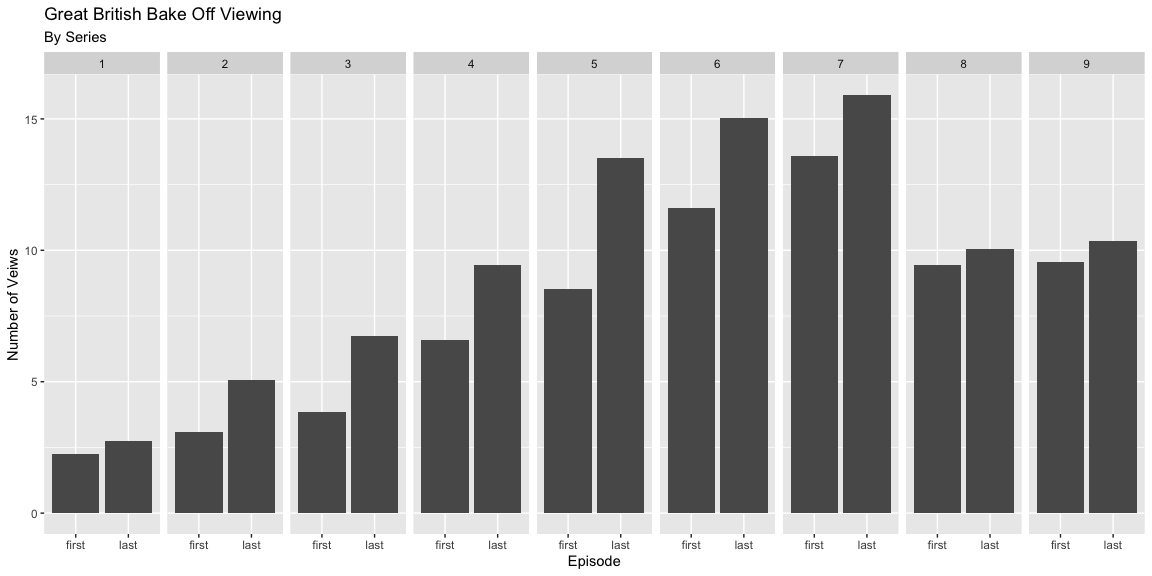 Great British Bake Off Viewing
By Series
1 2 3 4 5 6 7 8 9
15
10
5
0
Number of Veiws
first last first last first last first last first last first last first last first last first last
Episode